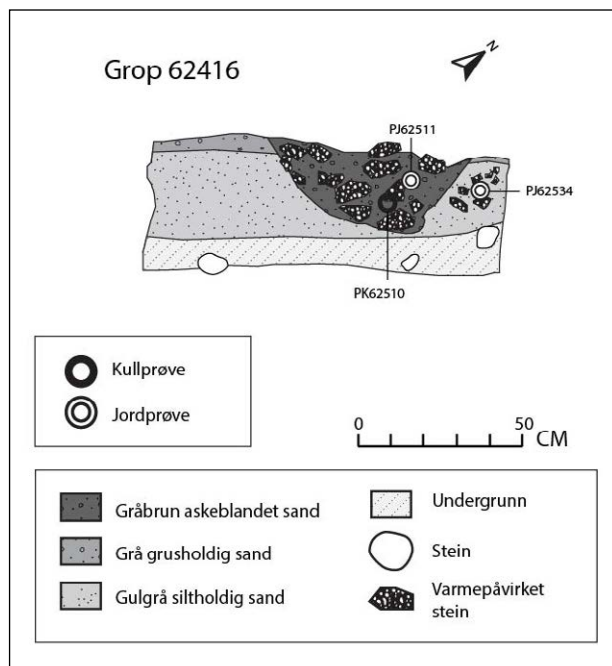 Grop 62416
N
PJ62511
PJ62534
PK62510
Kullprøve
Jordprøve
0 50
CM
Gråbrun askeblandet sand
Grå grusholdig sand
Gulgrå siltholdig sand
Undergrunn
Stein
Varmepåvirket
stein